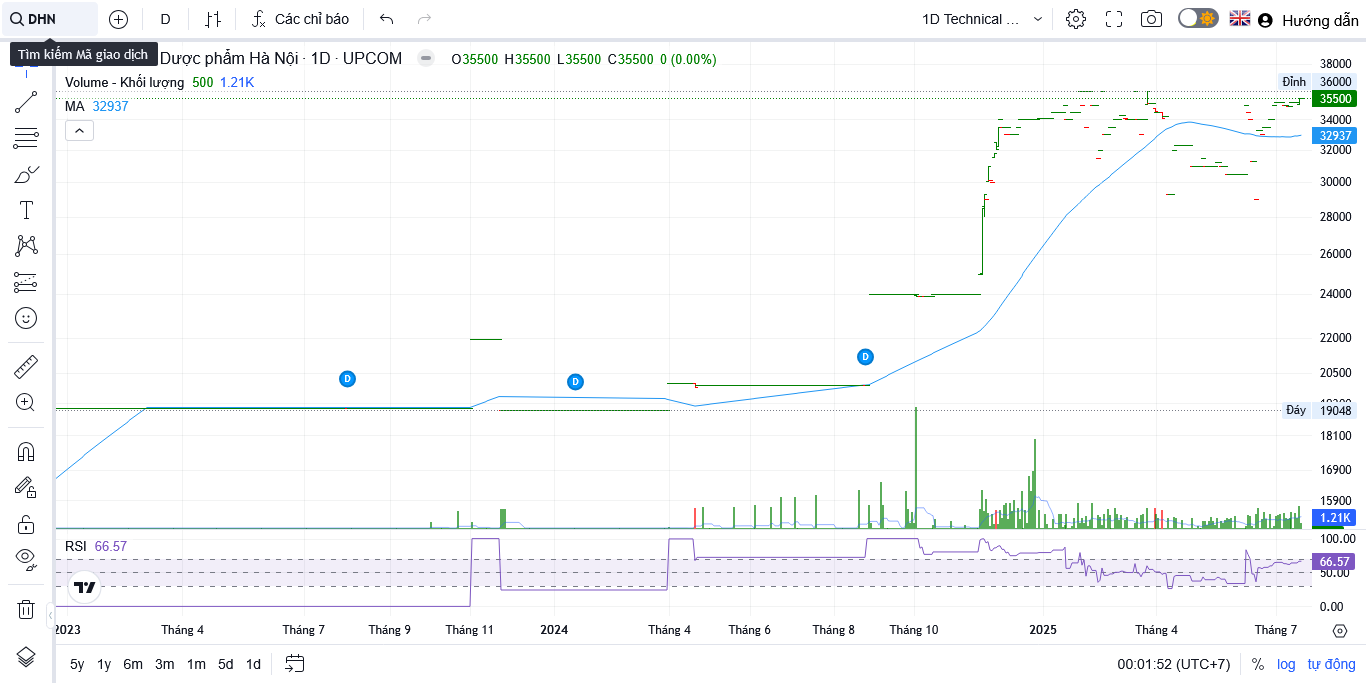 DHN D Các chỉ báo 1D Technical ... Hướng dẫn
Tìm kiếm Mã giao dịch Dược phẩm Hà Nội · 1D · UPCOM O35500 H35500 L35500 C35500 0 (0.00%)
Volume - Khối lượng 500 1.21K
MA 32937
38000
Đỉnh 36000
35500
34000
32937
32000
30000
28000
26000
24000
22000
20500
Đáy 19048
18100
16900
15900
1.21K
D
D
D
RSI 66.57
100.00
66.57
50.00
0.00
2023 Tháng 4 Tháng 7 Tháng 9 Tháng 11 2024 Tháng 4 Tháng 6 Tháng 8 Tháng 10 2025 Tháng 4 Tháng 7
5y 1y 6m 3m 1m 5d 1d 00:01:52 (UTC+7) % log tự động